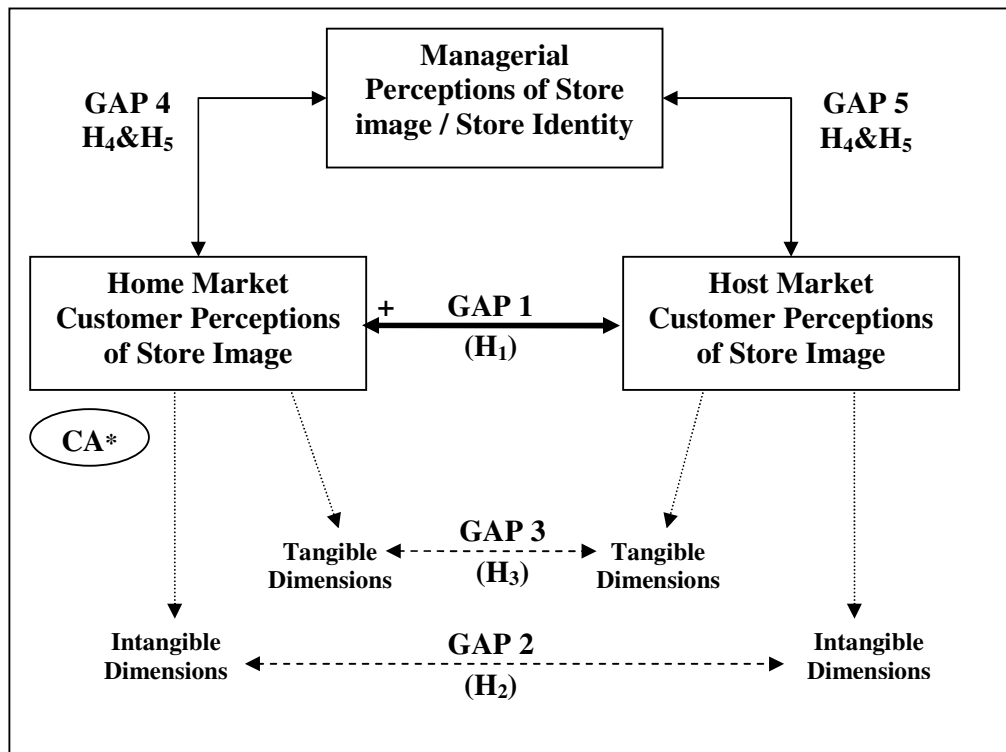 Managerial
Perceptions of Store
image / Store Identity
GAP 4
H₄&H₅
GAP 5
H₄&H₅
Home Market
Customer Perceptions
of Store Image
+
GAP 1
(H₁)
Host Market
Customer Perceptions
of Store Image
CA*
Tangible
Dimensions
GAP 3
(H₃)
Tangible
Dimensions
Intangible
Dimensions
GAP 2
(H₂)
Intangible
Dimensions